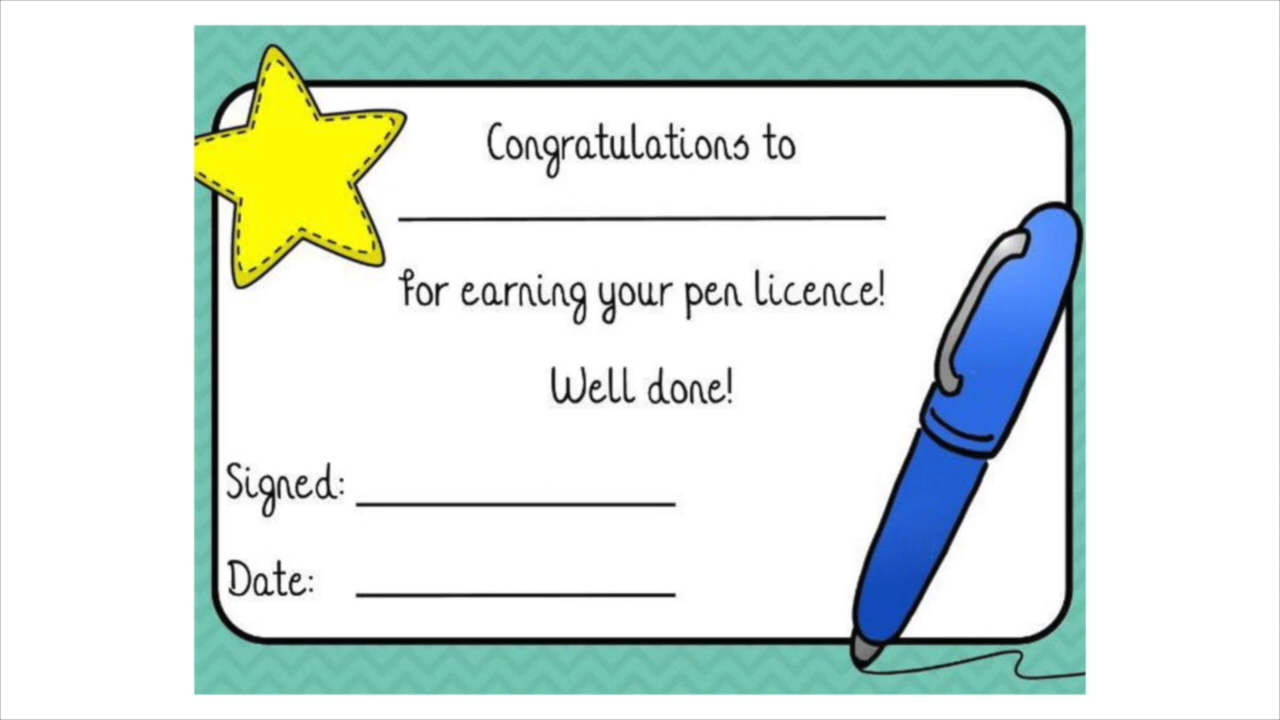 Congratulations to
for earning your pen licence!
Well done!
Signed:
Date: